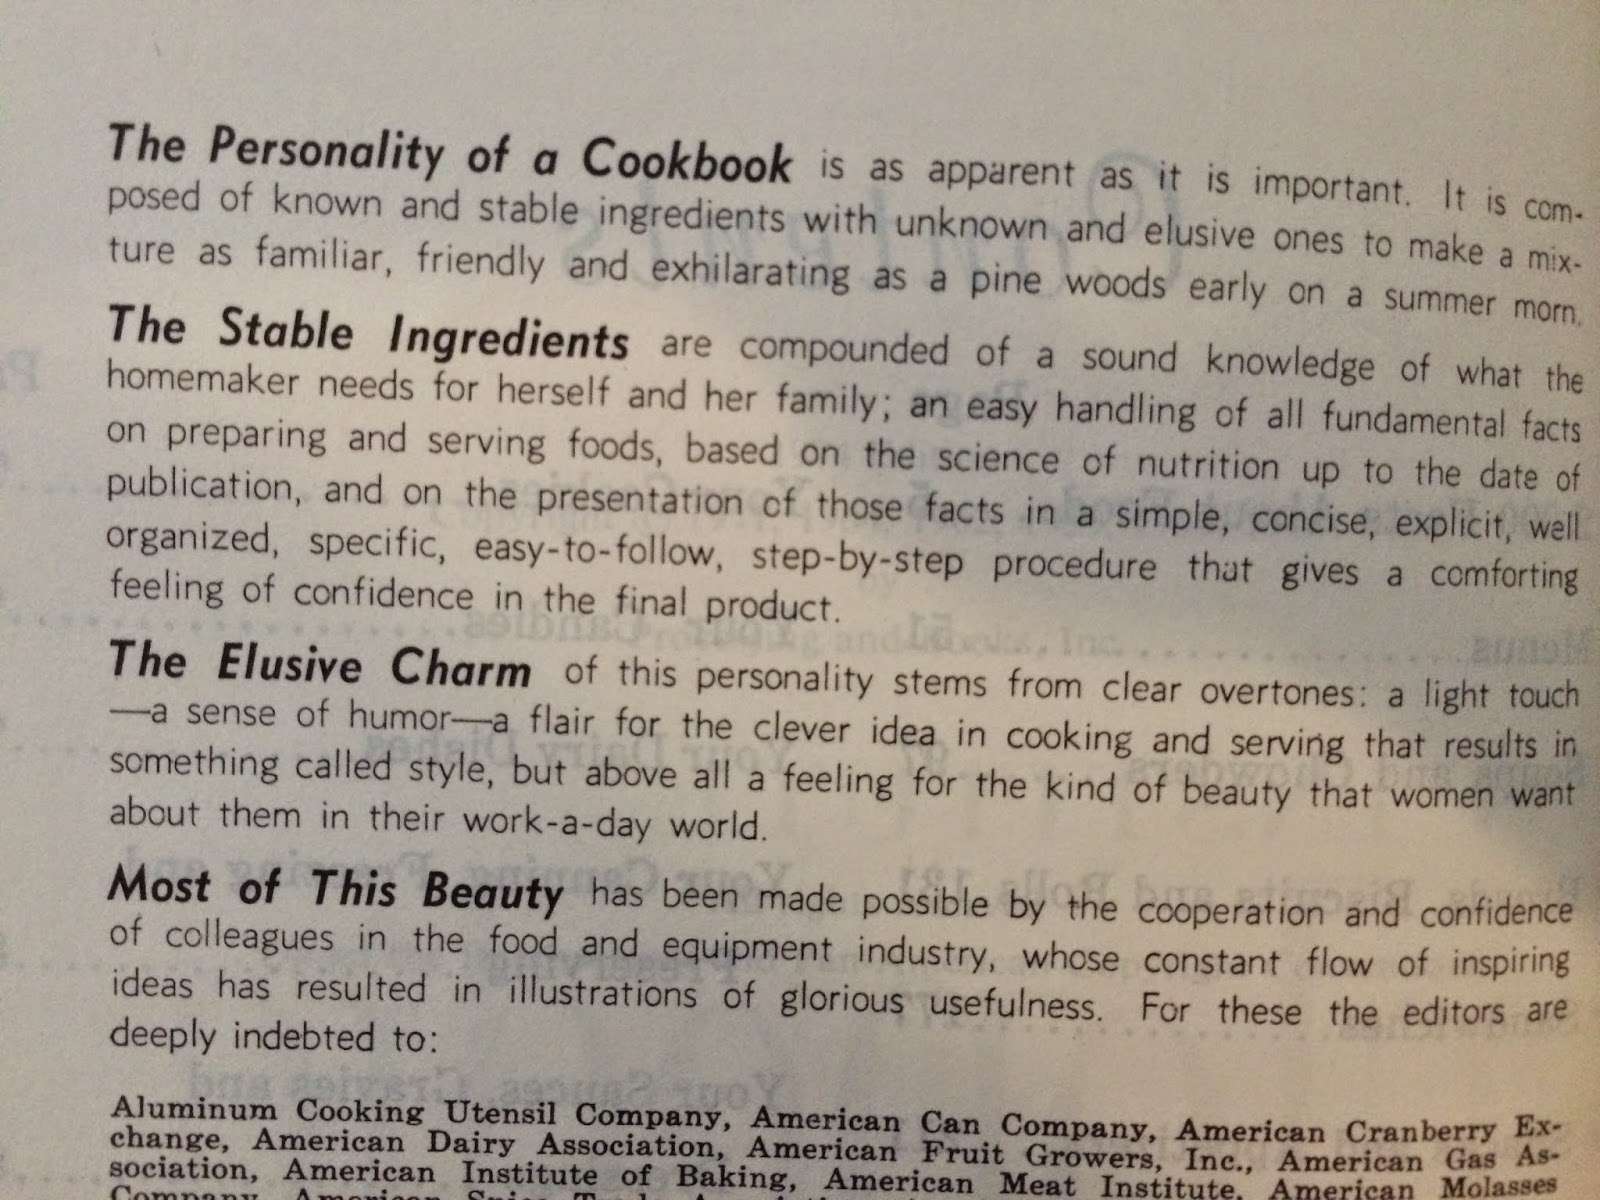 The Personality of a Cookbook is as apparent as it is important. It is com-
posed of known and stable ingredients with unknown and elusive ones to make a mix-
ture as familiar, friendly and exhilarating as a pine woods early on a summer morn.
The Stable Ingredients are compounded of a sound knowledge of what the
homemaker needs for herself and her family; an easy handling of all fundamental facts
on preparing and serving foods, based on the science of nutrition up to the date of
publication, and on the presentation of those facts in a simple, concise, explicit, well
organized, specific, easy-to-follow, step-by-step procedure that gives a comforting
feeling of confidence in the final product.
The Elusive Charm of this personality stems from clear overtones: a light touch
—a sense of humor—a flair for the clever idea in cooking and serving that results in
something called style, but above all a feeling for the kind of beauty that women want
about them in their work-a-day world.
Most of This Beauty has been made possible by the cooperation and confidence
of colleagues in the food and equipment industry, whose constant flow of inspiring
ideas has resulted in illustrations of glorious usefulness. For these the editors are
deeply indebted to:
Aluminum Cooking Utensil Company, American Can Company, American Cranberry Ex-
change, American Dairy Association, American Fruit Growers, Inc., American Gas As-
sociation, American Institute of Baking, American Meat Institute, American Molasses
Company, American